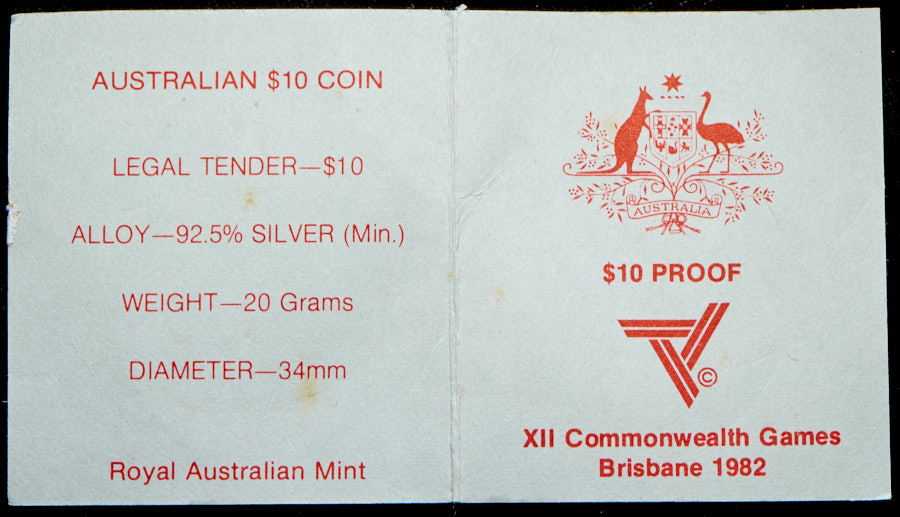 AUSTRALIAN $10 COIN
LEGAL TENDER—$10
ALLOY—92.5% SILVER (Min.)
WEIGHT—20 Grams
DIAMETER—34mm
Royal Australian Mint
AUSTRALIA
$10 PROOF
©
XII Commonwealth Games
Brisbane 1982